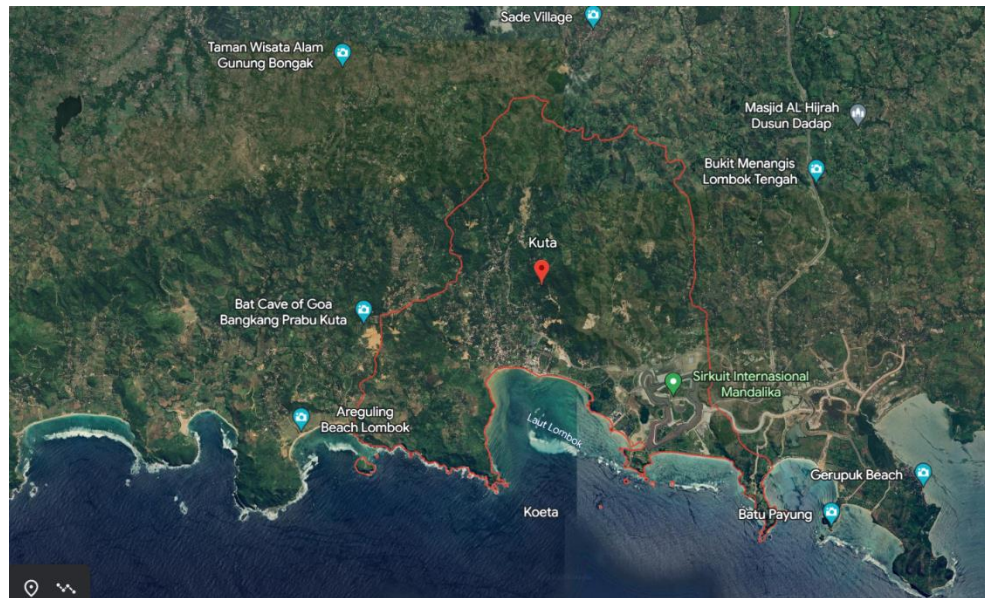 Sade Village
Taman Wisata Alam
Gunung Bongak
Masjid AL Hijrah
Dusun Dadap
Bukit Menangis
Lombok Tengah
Kuta
Bat Cave of Goa
Bangkang Prabu Kuta
Sirkuit Internasional
Mandalika
Areguling
Beach Lombok
Laut Lombok
Gerupuk Beach
Koeta
Batu Payung